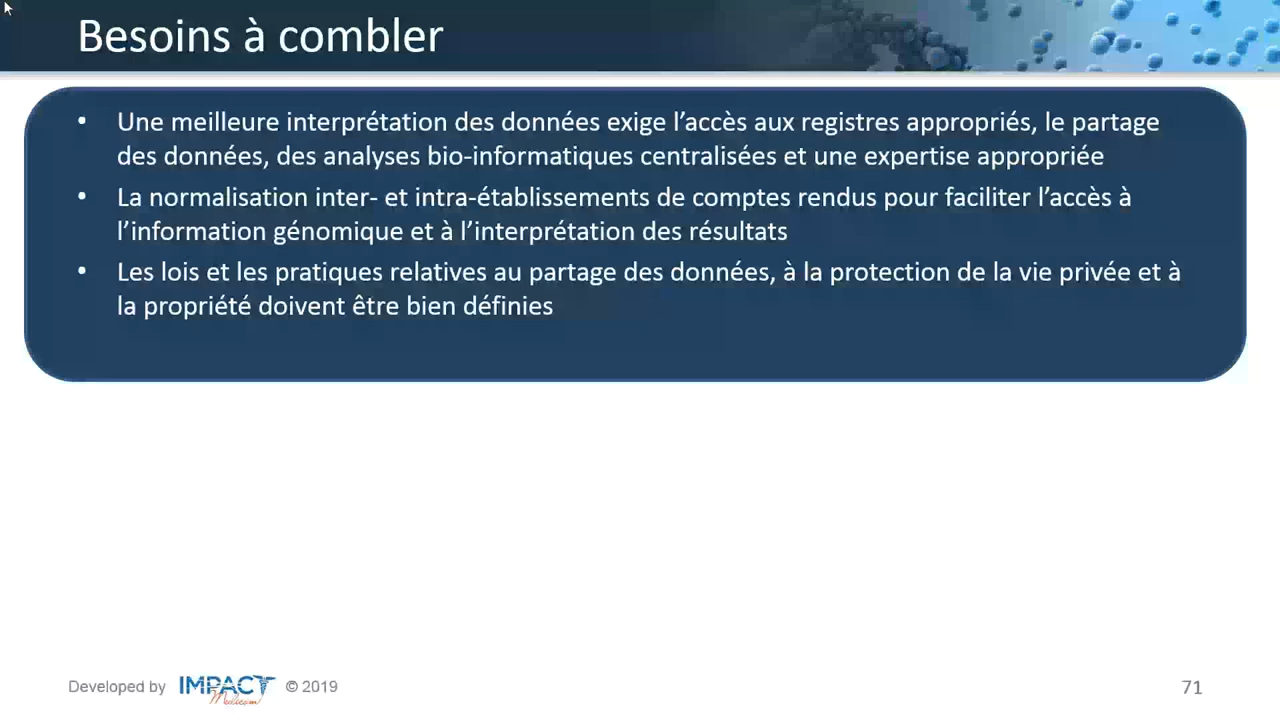 Besoins à combler
• Une meilleure interprétation des données exige l’accès aux registres appropriés, le partage
des données, des analyses bio-informatiques centralisées et une expertise appropriée
• La normalisation inter- et intra-établissements de comptes rendus pour faciliter l’accès à
l’information génomique et à l’interprétation des résultats
• Les lois et les pratiques relatives au partage des données, à la protection de la vie privée et à
la propriété doivent être bien définies
Developed by IMPACT Medicom © 2019
71